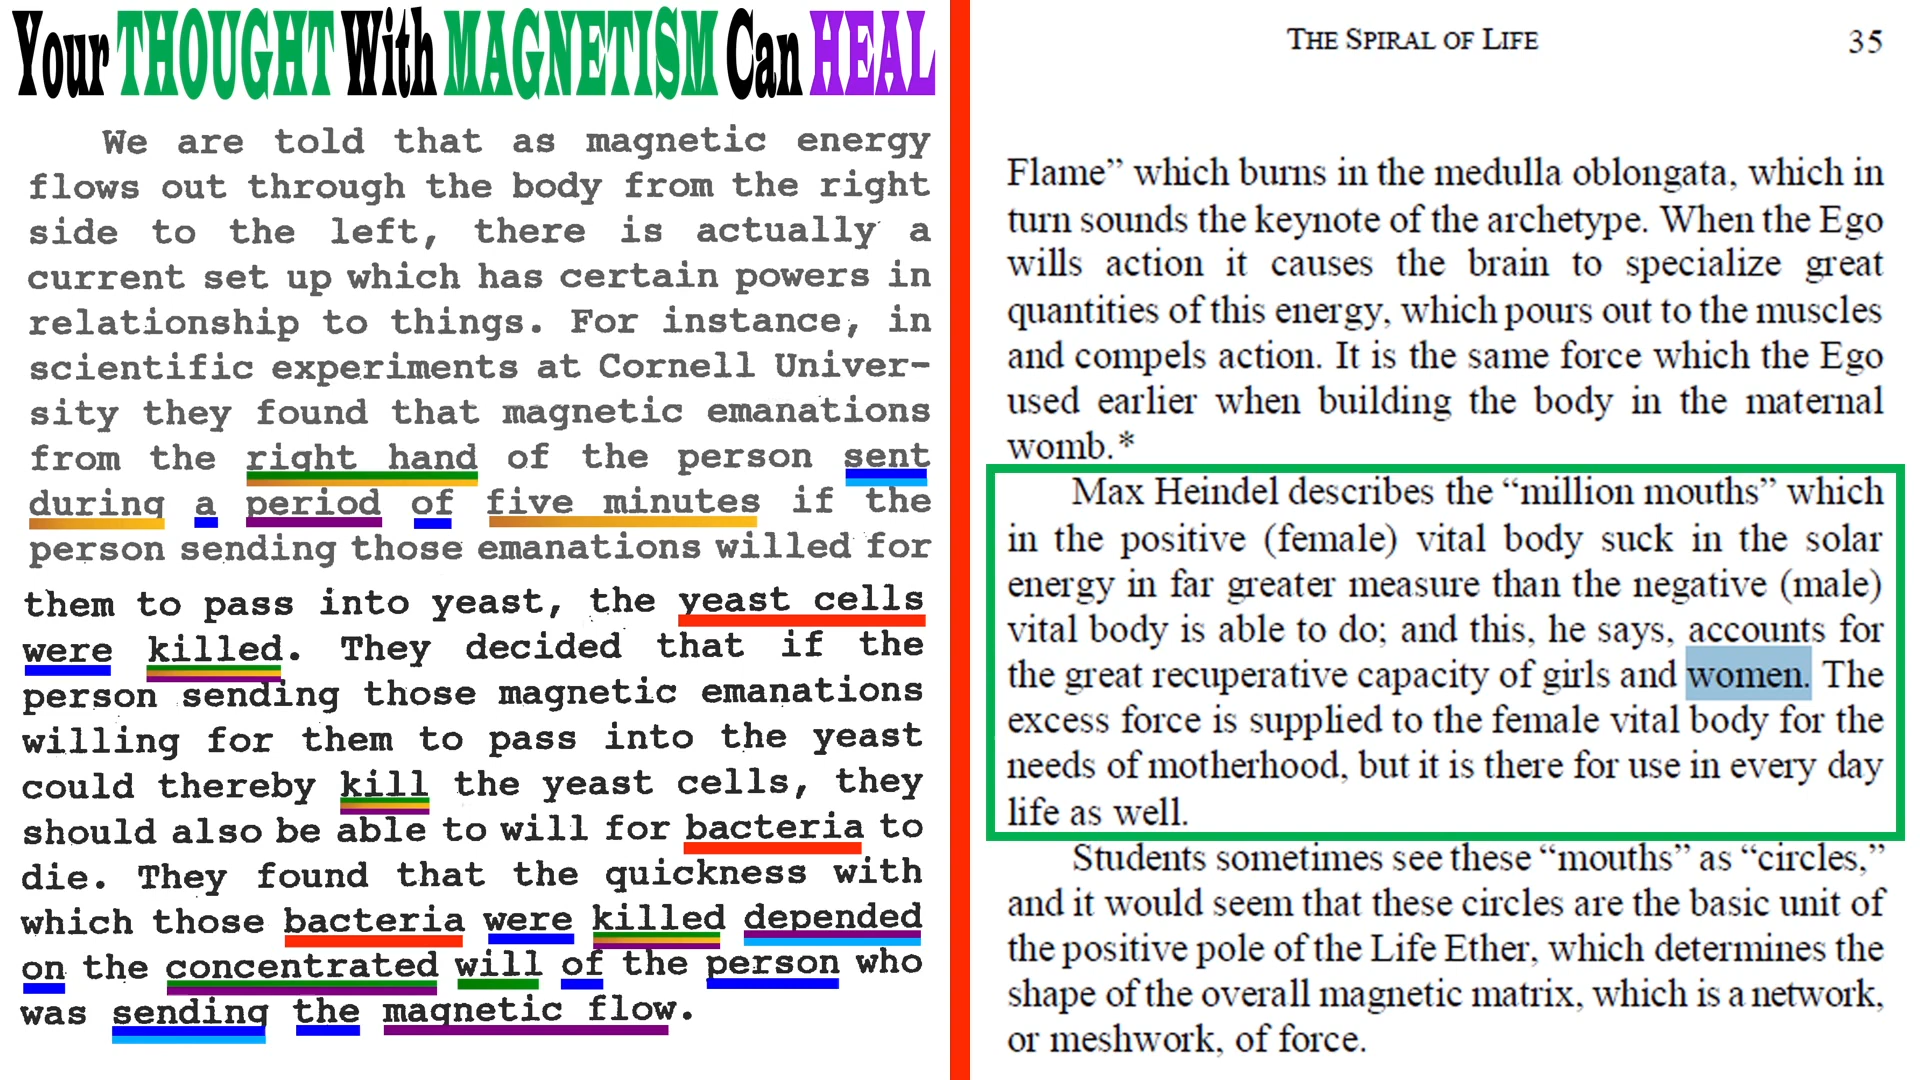 Your THOUGHT With MAGNETISM Can HEAL
We are told that as magnetic energy
flows out through the body from the right
side to the left, there is actually a
current set up which has certain powers in
relationship to things. For instance, in
scientific experiments at Cornell Univer-
sity they found that magnetic emanations
from the right hand of the person sent
during a period of five minutes if the
person sending those emanations willed for
them to pass into yeast, the yeast cells
were killed. They decided that if the
person sending those magnetic emanations
willing for them to pass into the yeast
could thereby kill the yeast cells, they
should also be able to will for bacteria to
die. They found that the quickness with
which those bacteria were killed depended
on the concentrated will of the person who
was sending the magnetic flow.
THE SPIRAL OF LIFE 35
Flame” which burns in the medulla oblongata, which in
turn sounds the keynote of the archetype. When the Ego
wills action it causes the brain to specialize great
quantities of this energy, which pours out to the muscles
and compels action. It is the same force which the Ego
used earlier when building the body in the maternal
womb.*
Max Heindel describes the “million mouths” which
in the positive (female) vital body suck in the solar
energy in far greater measure than the negative (male)
vital body is able to do; and this, he says, accounts for
the great recuperative capacity of girls and women. The
excess force is supplied to the female vital body for the
needs of motherhood, but it is there for use in every day
life as well.
Students sometimes see these “mouths” as “circles,”
and it would seem that these circles are the basic unit of
the positive pole of the Life Ether, which determines the
shape of the overall magnetic matrix, which is a network,
or meshwork, of force.